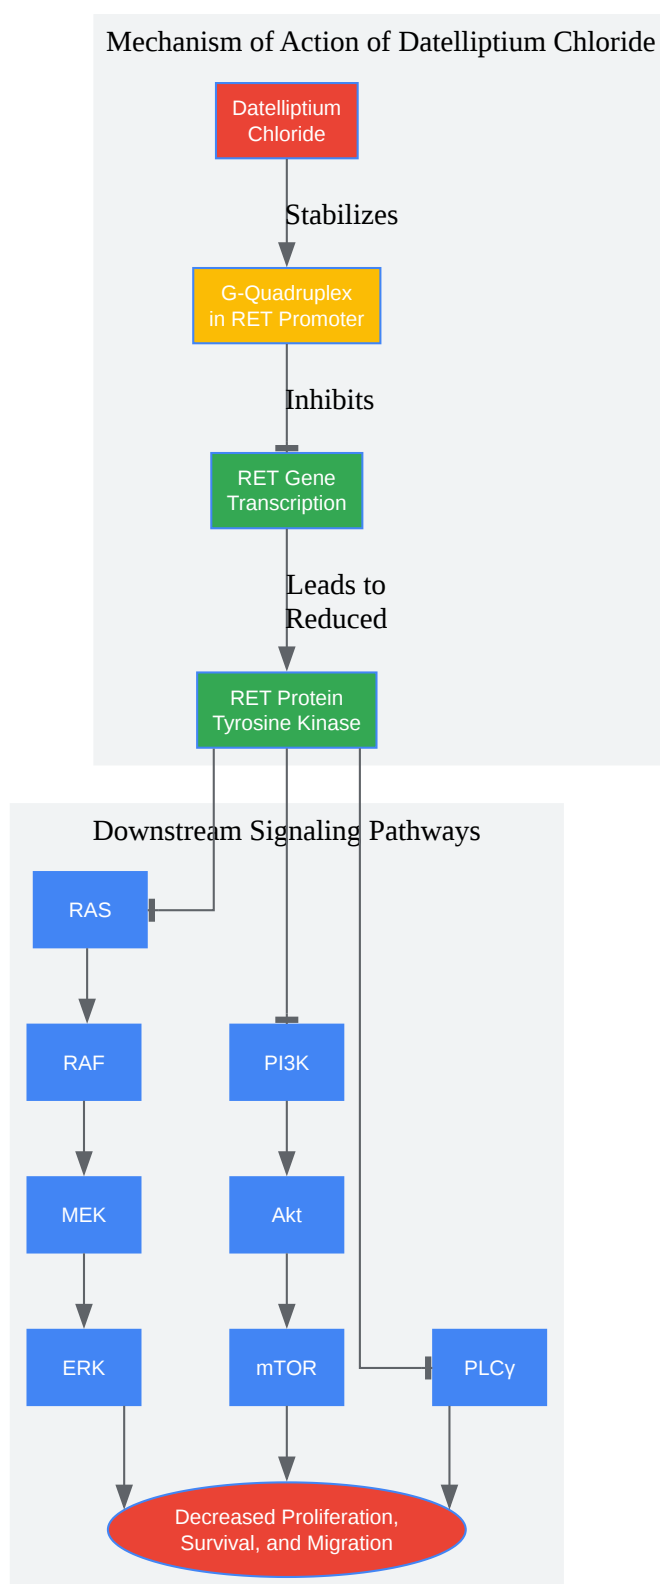 Mechanism of Action of Datelliptium Chloride
Datelliptium
Chloride
Stabilizes
G-Quadruplex
in RET Promoter
Inhibits
RET Gene
Transcription
Leads to
Reduced
RET Protein
Tyrosine Kinase
Downstream Signaling Pathways
RAS
RAF
PI3K
MEK
Akt
ERK
mTOR
PLCγ
Decreased Proliferation,
Survival, and Migration